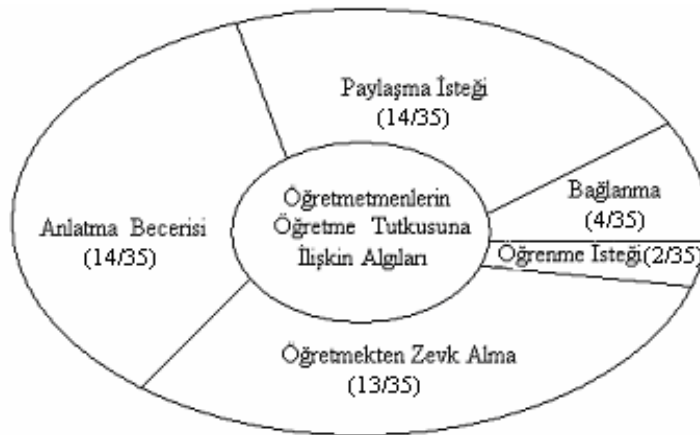 Paylaşma İsteği
(14/35)
Bağlanma
(4/35)
Öğrenme İsteği(2/35)
Öğretmetmenlerin
Öğretme Tutkusuna
İlişkin Algıları
Anlatma Becerisi
(14/35)
Öğretmekten Zevk Alma
(13/35)